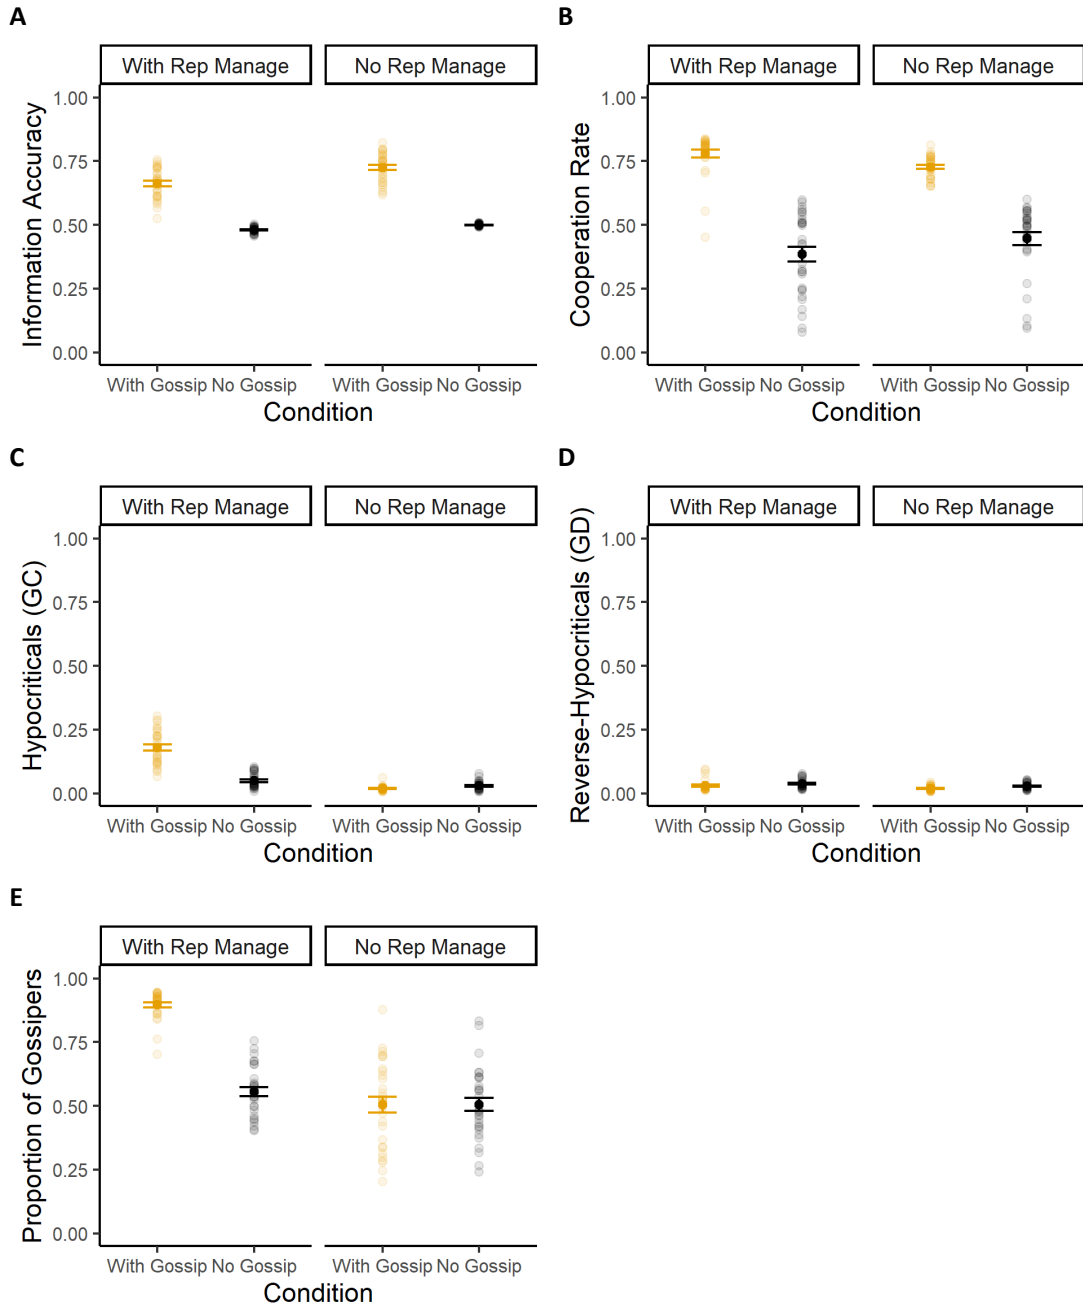 A
With Rep Manage No Rep Manage
1.00
0.75
0.50
0.25
0.00
Information Accuracy
With Gossip No Gossip With Gossip No Gossip
Condition
B
With Rep Manage No Rep Manage
1.00
0.75
0.50
0.25
0.00
Cooperation Rate
With Gossip No Gossip With Gossip No Gossip
Condition
C
With Rep Manage No Rep Manage
1.00
0.75
0.50
0.25
0.00
Hypocriticals (GC)
With Gossip No Gossip With Gossip No Gossip
Condition
D
With Rep Manage No Rep Manage
1.00
0.75
0.50
0.25
0.00
Reverse-Hypocriticals (GD)
With Gossip No Gossip With Gossip No Gossip
Condition
E
With Rep Manage No Rep Manage
1.00
0.75
0.50
0.25
0.00
Proportion of Gossipers
With Gossip No Gossip With Gossip No Gossip
Condition